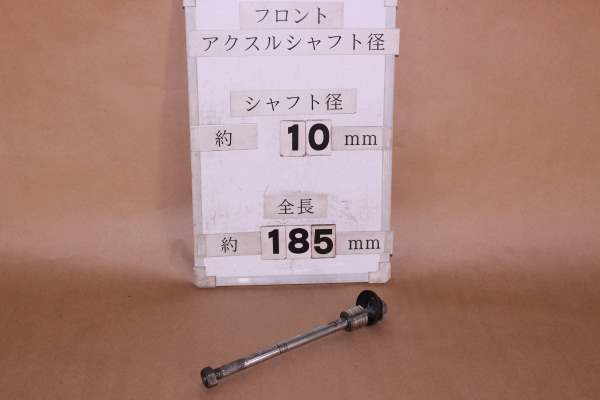 フロント
アクスルシャフト径
シャフト径
約 10 mm
全長
約 185 mm